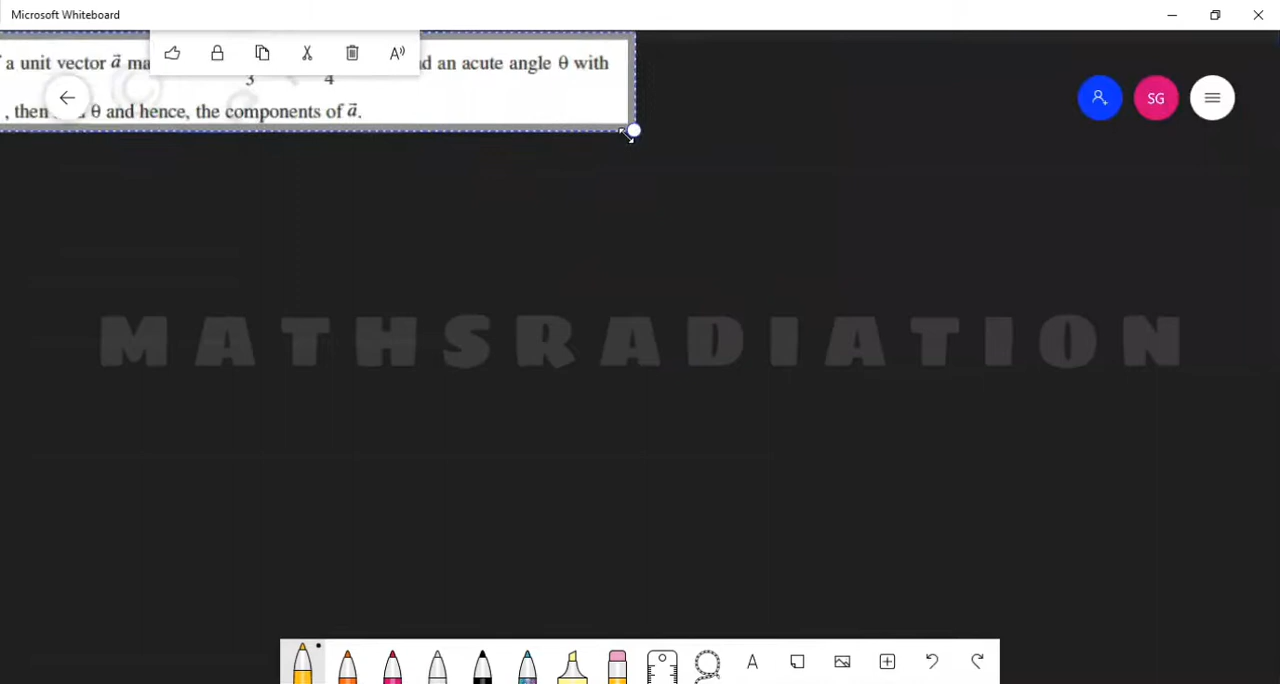 Microsoft Whiteboard
a unit vector a⃗ ma d an acute angle θ with
3 4
, then θ and hence, the components of a⃗.
SG
MATHSRADIATION
A